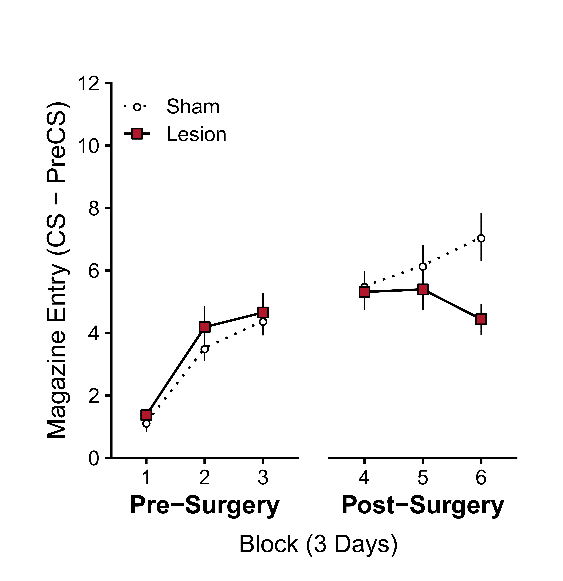 Magazine Entry (CS − PreCS)
12
10
8
6
4
2
0
Sham
Lesion
1 2 3 4 5 6
Pre−Surgery Post−Surgery
Block (3 Days)